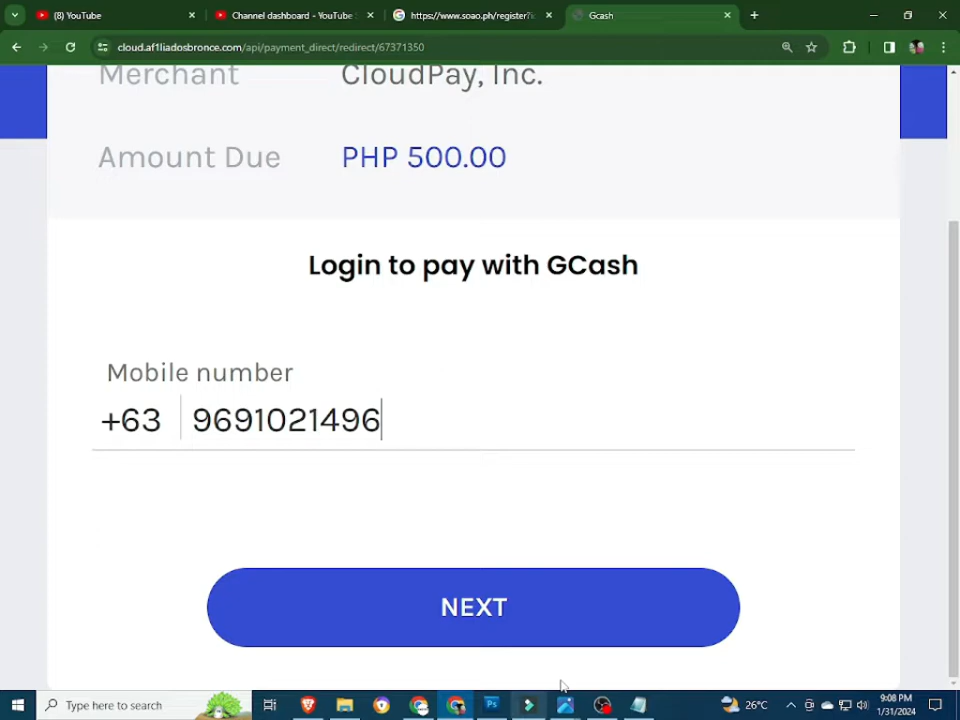 (8) YouTube
Channel dashboard - YouTube
https://www.soao.ph/register?
Gcash
cloud.af1liadosbronce.com/api/payment_direct/redirect/67371350
Merchant CloudPay, Inc.
Amount Due PHP 500.00
Login to pay with GCash
Mobile number
+63 9691021496
NEXT
Type here to search
Ps
26°C
9:08 PM
1/31/2024